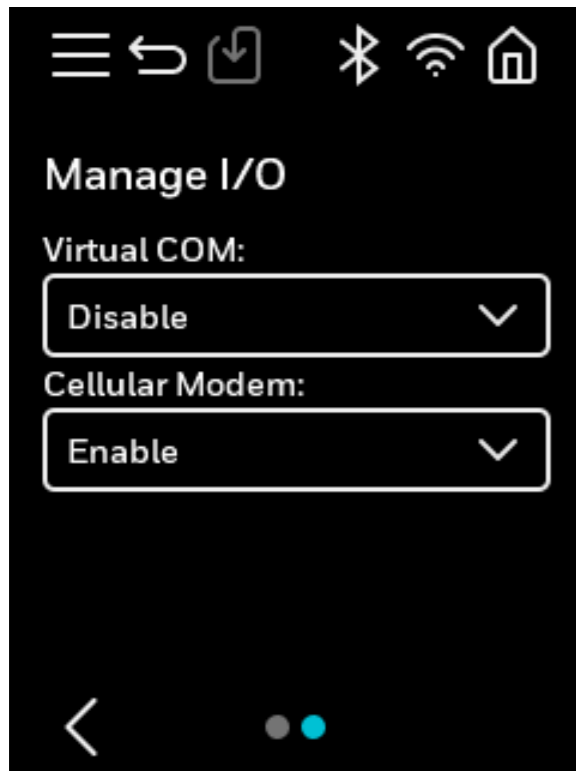 Manage I/O
Virtual COM:
Disable
Cellular Modem:
Enable